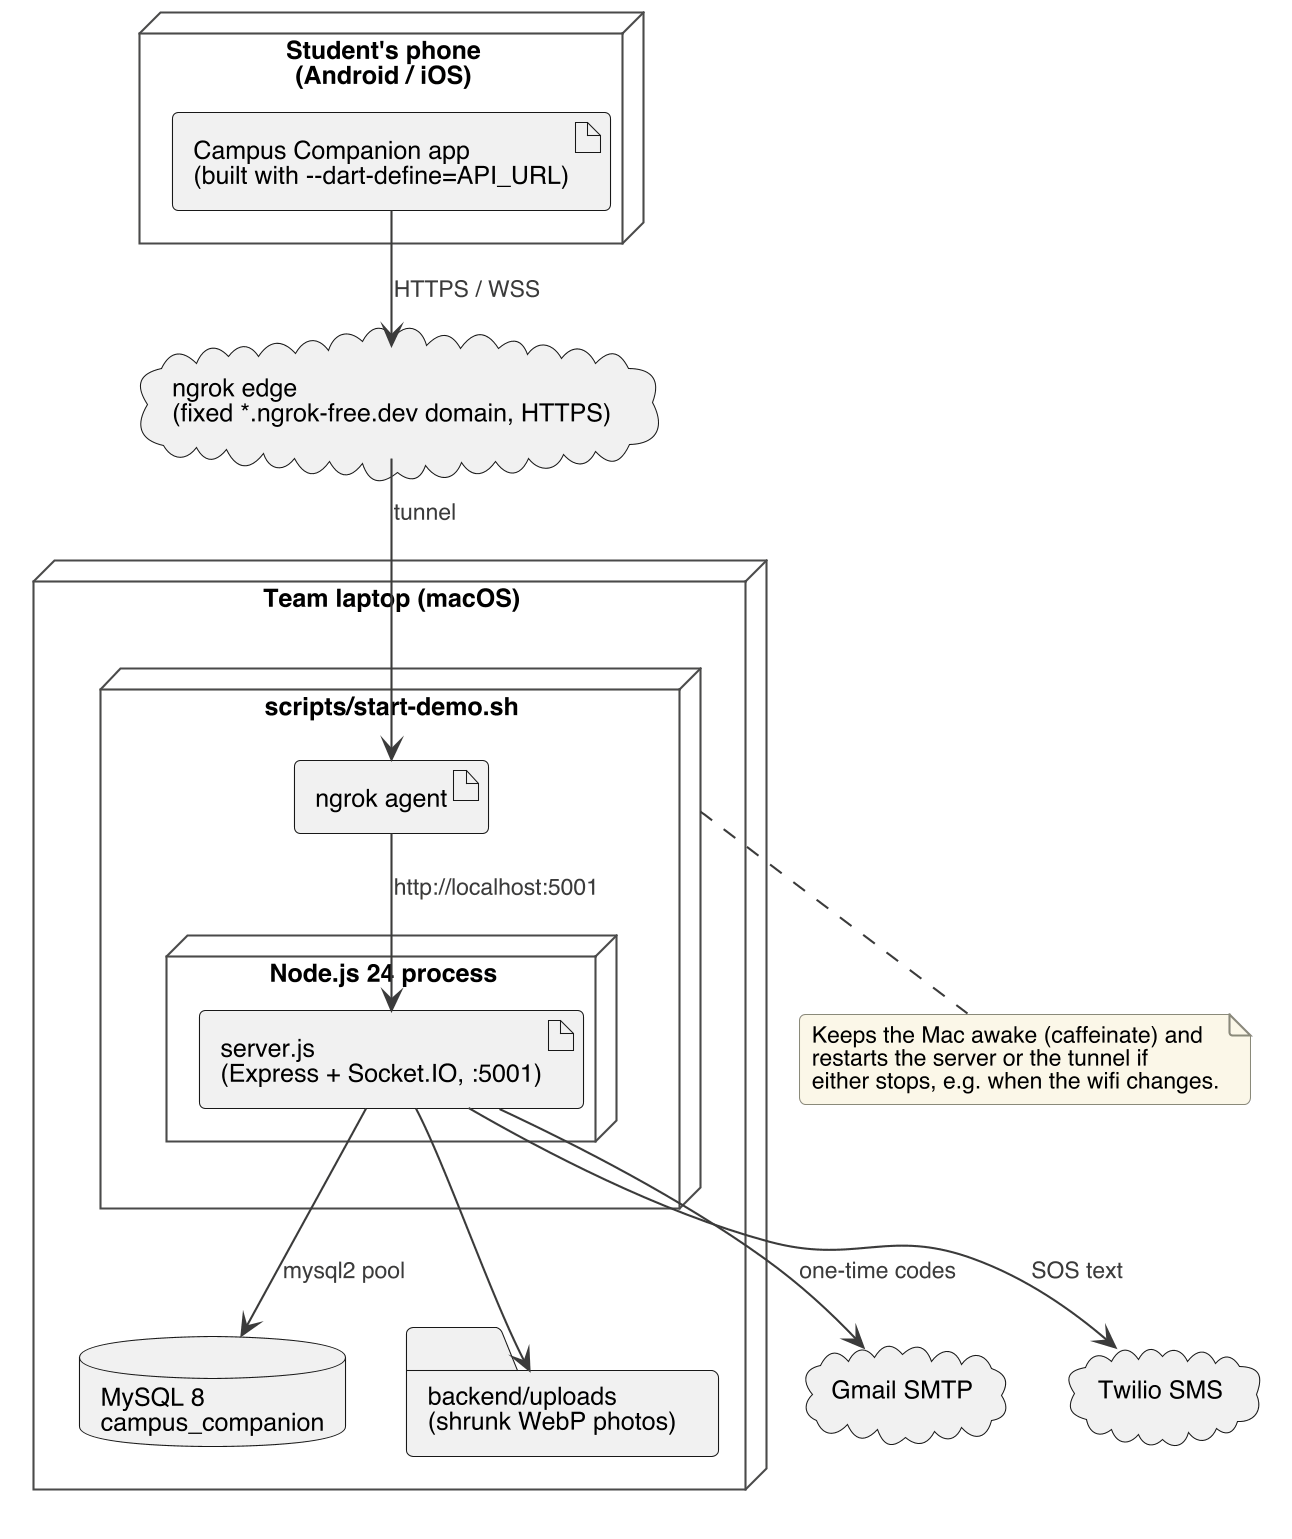 Student's phone
(Android / iOS)
Campus Companion app
(built with --dart-define=API_URL)
HTTPS / WSS
ngrok edge
(fixed *.ngrok-free.dev domain, HTTPS)
tunnel
Team laptop (macOS)
scripts/start-demo.sh
ngrok agent
http://localhost:5001
Node.js 24 process
server.js
(Express + Socket.IO, :5001)
Keeps the Mac awake (caffeinate) and
restarts the server or the tunnel if
either stops, e.g. when the wifi changes.
mysql2 pool
one-time codes
SOS text
MySQL 8
campus_companion
backend/uploads
(shrunk WebP photos)
Gmail SMTP
Twilio SMS